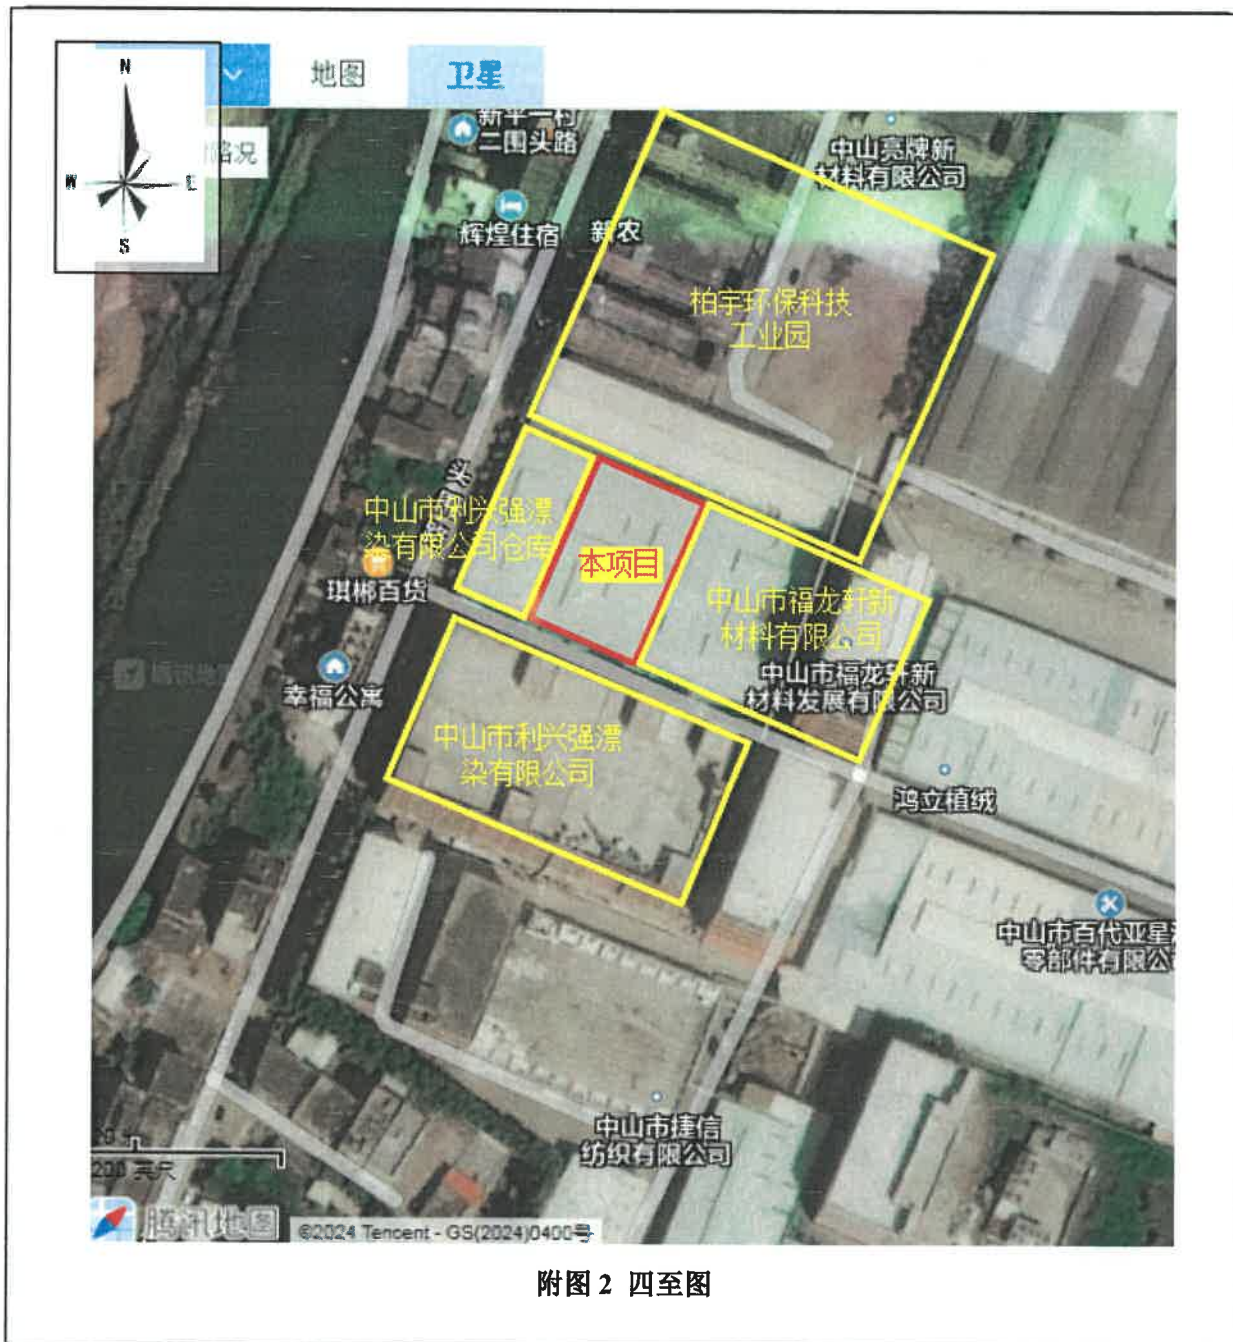 N
W
E
S
地图
卫星
路况
新平一村
二围头路
中山亮牌新
材料有限公司
辉煌住宿
新农
柏宇环保科技
工业园
中山市利兴强漂
染有限公司仓库
本项目
琪郴百货
中山市福龙轩新
材料有限公司
幸福公寓
中山市福龙轩新
材料发展有限公司
中山市利兴强漂
染有限公司
鸿立植绒
中山市百代亚星
零部件有限公
中山市捷信
纺织有限公司
200 英尺
腾讯地图
腾讯地图
©2024 Tencent - GS(2024)0400号
附图 2 四至图